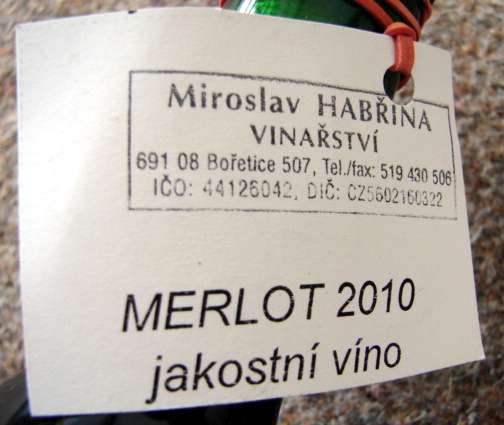 Miroslav HABŘINA
VINAŘSTVÍ
691 08 Bořetice 507, Tel./fax: 519 430 506
IČO: 44126042, DIČ: CZ5602160322
MERLOT 2010
jakostní víno